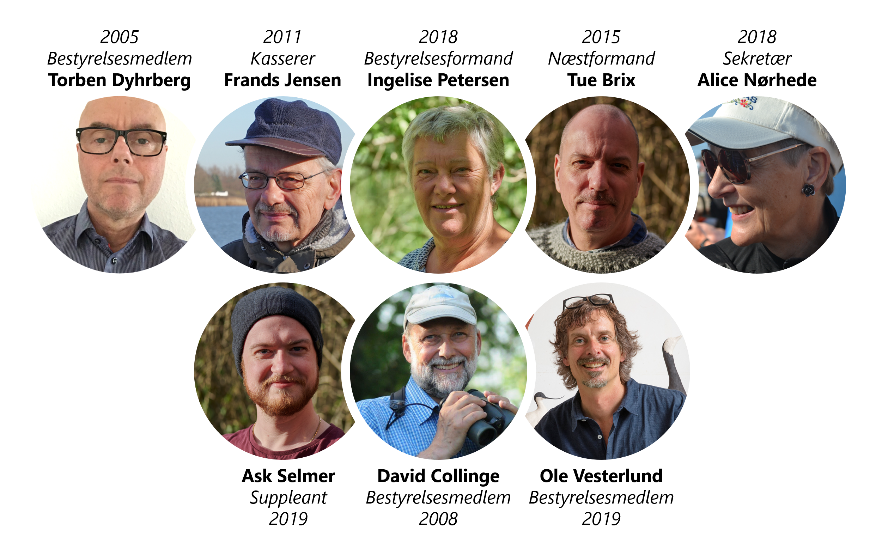 2005
Bestyrelsesmedlem
Torben Dyhrberg
2011
Kasserer
Frands Jensen
2018
Bestyrelsesformand
Ingelise Petersen
2015
Næstformand
Tue Brix
2018
Sekretær
Alice Nørhede
Ask Selmer
Suppleant
2019
David Collinge
Bestyrelsesmedlem
2008
Ole Vesterlund
Bestyrelsesmedlem
2019